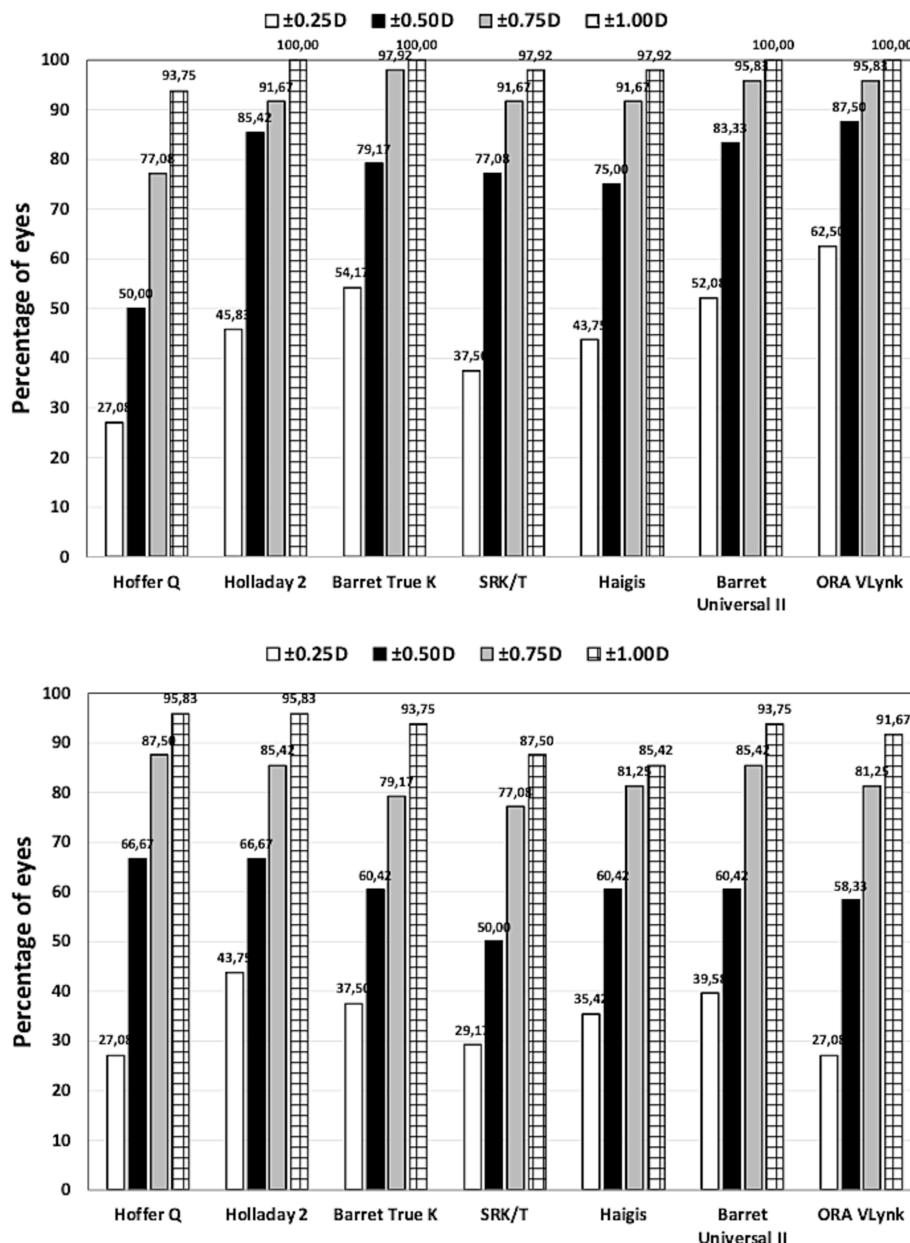 ±0.25D ±0.50D ±0.75D ±1.00D
Percentage of eyes
100
90
80
70
60
50
40
30
20
10
0
27,08 50,00 77,08 93,75
45,83 85,42 91,67 100,00
54,17 79,17 97,92 100,00
37,50 77,08 91,67 97,92
43,75 75,00 91,67 97,92
52,08 83,33 95,83 100,00
62,50 87,50 95,83 100,00
Hoffer Q Holladay 2 Barret True K SRK/T Haigis Barret ORA VLynk
Universal II
±0.25D ±0.50D ±0.75D ±1.00D
Percentage of eyes
100
90
80
70
60
50
40
30
20
10
0
27,08 66,67 87,50 95,83
43,75 66,67 85,42 95,83
37,50 60,42 79,17 93,75
29,17 50,00 77,08 87,50
35,42 60,42 81,25 85,42
39,58 60,42 85,42 93,75
27,08 58,33 81,25 91,67
Hoffer Q Holladay 2 Barret True K SRK/T Haigis Barret ORA VLynk
Universal II